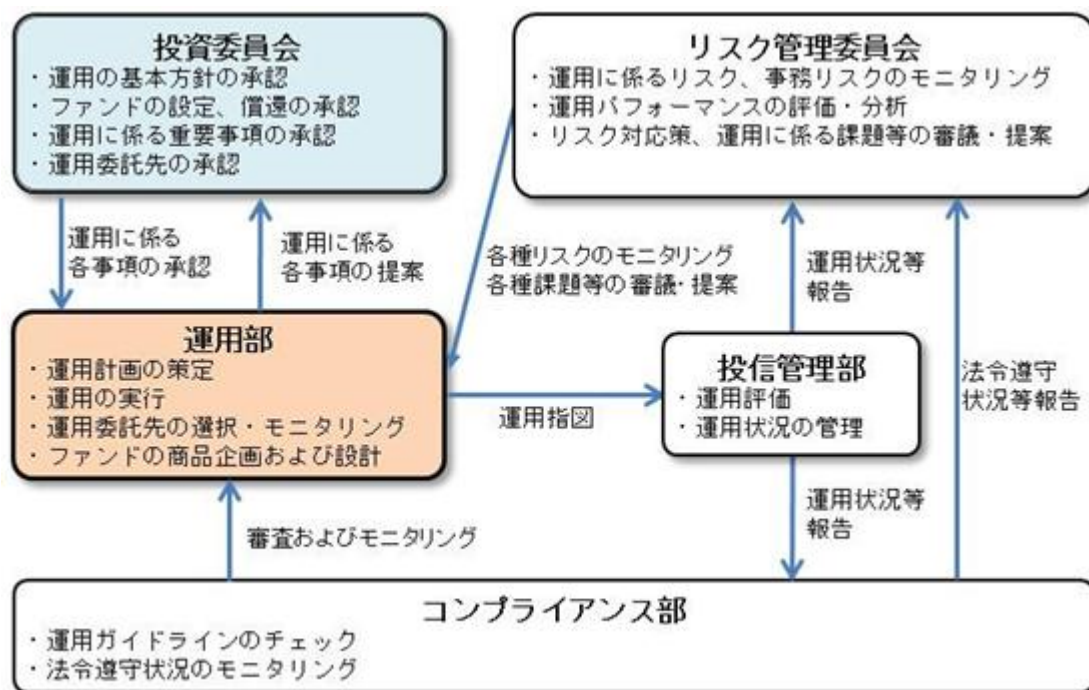 投資委員会
・運用の基本方針の承認
・ファンドの設定、償還の承認
・運用に係る重要事項の承認
・運用委託先の承認
リスク管理委員会
・運用に係るリスク、事務リスクのモニタリング
・運用パフォーマンスの評価・分析
・リスク対応策、運用に係る課題等の審議・提案
運用に係る
各事項の承認
運用に係る
各事項の提案
各種リスクのモニタリング
各種課題等の審議・提案
運用状況等
報告
運用部
・運用計画の策定
・運用の実行
・運用委託先の選択・モニタリング
・ファンドの商品企画および設計
運用指図
投信管理部
・運用評価
・運用状況の管理
法令遵守
状況等報告
審査およびモニタリング
運用状況等
報告
コンプライアンス部
・運用ガイドラインのチェック
・法令遵守状況のモニタリング